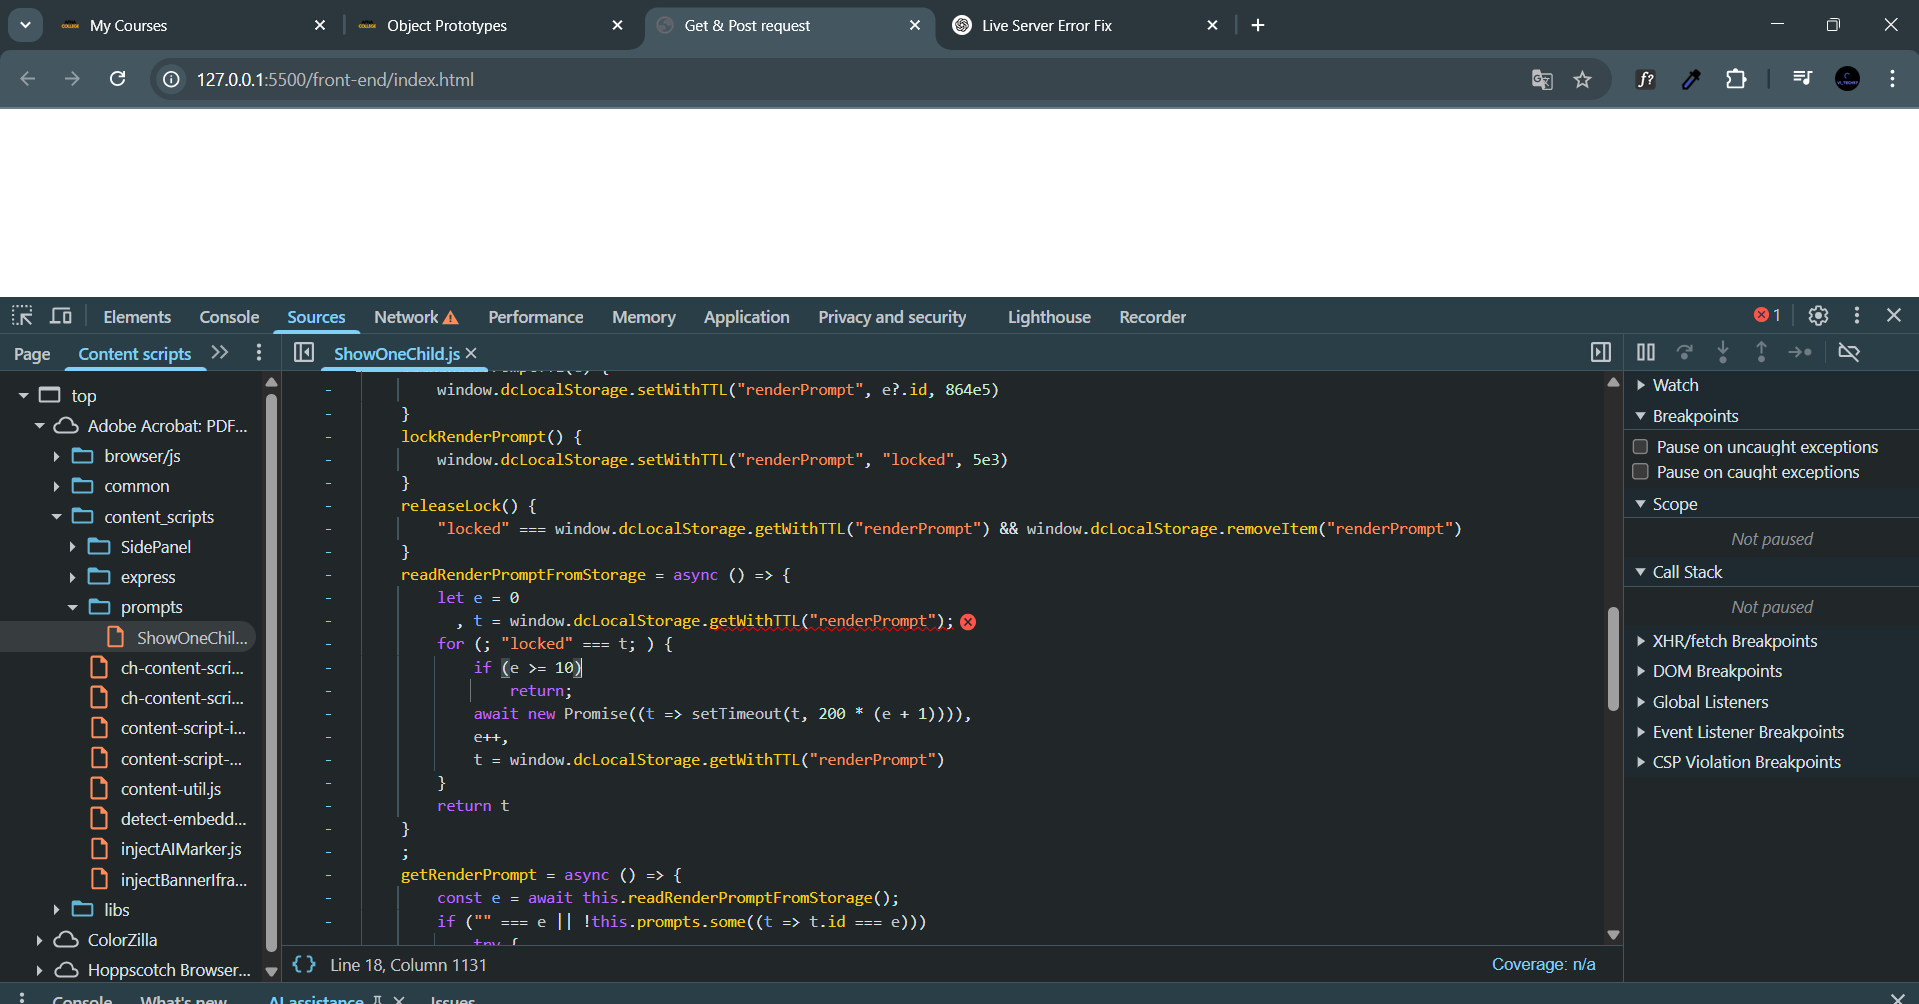 My Courses
Object Prototypes
Get & Post request
Live Server Error Fix
127.0.0.1:5500/front-end/index.html
f?
Elements
Console
Sources
Network
Performance
Memory
Application
Privacy and security
Lighthouse
Recorder
1
Page
Content scripts
ShowOneChild.js
top
Adobe Acrobat: PDF...
browser/js
common
content_scripts
SidePanel
express
prompts
ShowOneChil...
ch-content-scri...
ch-content-scri...
content-script-i...
content-script-...
content-util.js
detect-embedd...
injectAIMarker.js
injectBannerIfra...
libs
ColorZilla
Hoppscotch Browser...
window.dcLocalStorage.setWithTTL("renderPrompt", e?.id, 864e5)
}
lockRenderPrompt() {
window.dcLocalStorage.setWithTTL("renderPrompt", "locked", 5e3)
}
releaseLock() {
"locked" === window.dcLocalStorage.getWithTTL("renderPrompt") && window.dcLocalStorage.removeItem("renderPrompt")
}
readRenderPromptFromStorage = async () => {
let e = 0
, t = window.dcLocalStorage.getWithTTL("renderPrompt");
for (; "locked" === t; ) {
if (e >= 10)
return;
await new Promise((t => setTimeout(t, 200 * (e + 1)))),
e++,
t = window.dcLocalStorage.getWithTTL("renderPrompt")
}
return t
}
;
getRenderPrompt = async () => {
const e = await this.readRenderPromptFromStorage();
if ("" === e || !this.prompts.some((t => t.id === e)))
try {
{} Line 18, Column 1131
Coverage: n/a
Watch
Breakpoints
Pause on uncaught exceptions
Pause on caught exceptions
Scope
Not paused
Call Stack
Not paused
XHR/fetch Breakpoints
DOM Breakpoints
Global Listeners
Event Listener Breakpoints
CSP Violation Breakpoints
Console
What's new
AI assistance
Issues